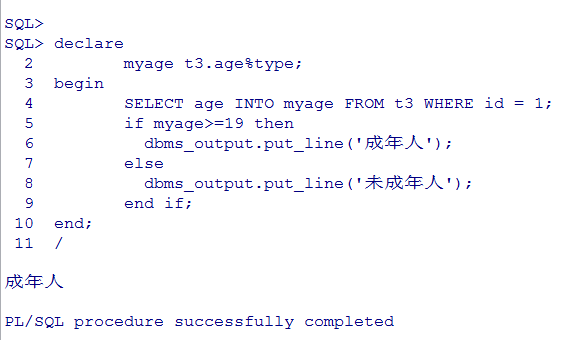 SQL>
SQL> declare
  2         myage t3.age%type;
  3  begin
  4         SELECT age INTO myage FROM t3 WHERE id = 1;
  5         if myage>=19 then
  6           dbms_output.put_line('成年人');
  7         else
  8           dbms_output.put_line('未成年人');
  9         end if;
 10  end;
 11  /
成年人
PL/SQL procedure successfully completed